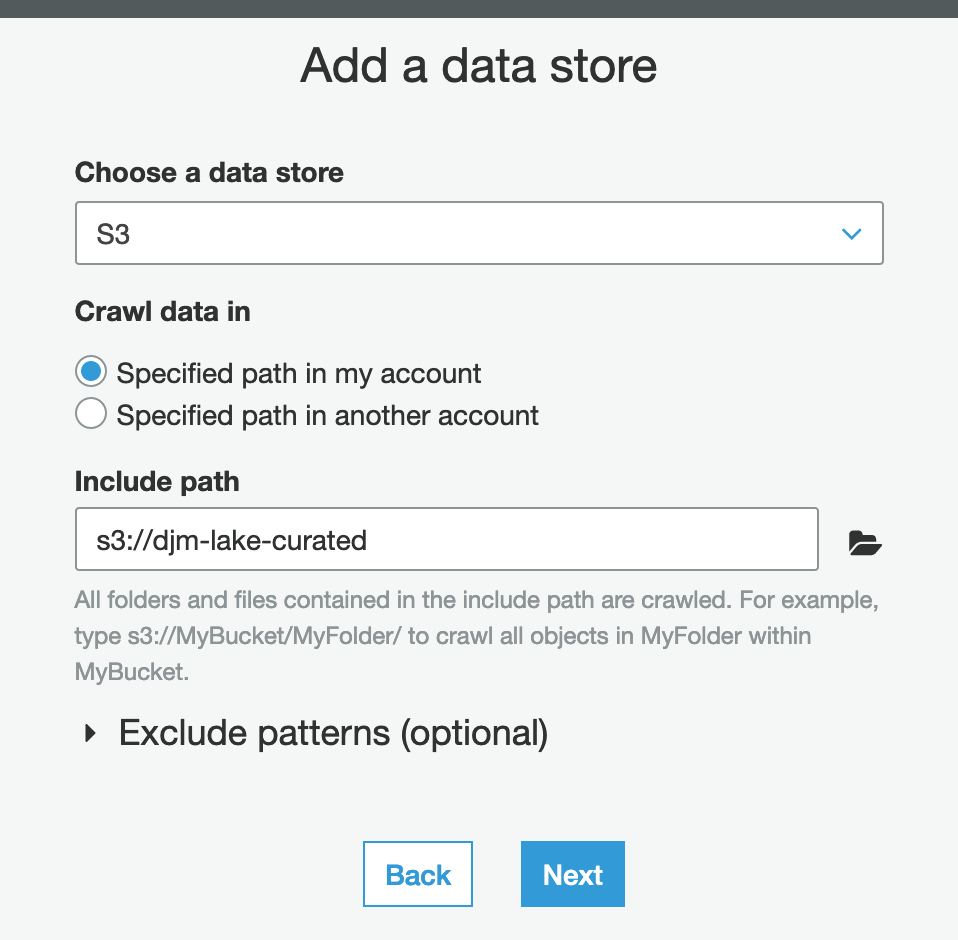 Add a data store
Choose a data store
S3
Crawl data in
Specified path in my account
Specified path in another account
Include path
s3://djm-lake-curated
All folders and files contained in the include path are crawled. For example,
type s3://MyBucket/MyFolder/ to crawl all objects in MyFolder within
MyBucket.
Exclude patterns (optional)
Back Next